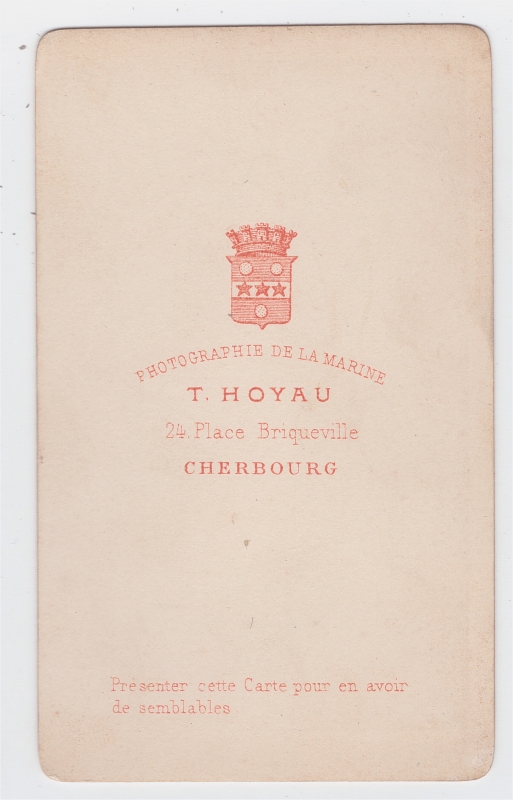 PHOTOGRAPHIE DE LA MARINE
T. HOYAU
24. Place Briqueville
CHERBOURG
Présenter cette Carte pour en avoir
de semblables